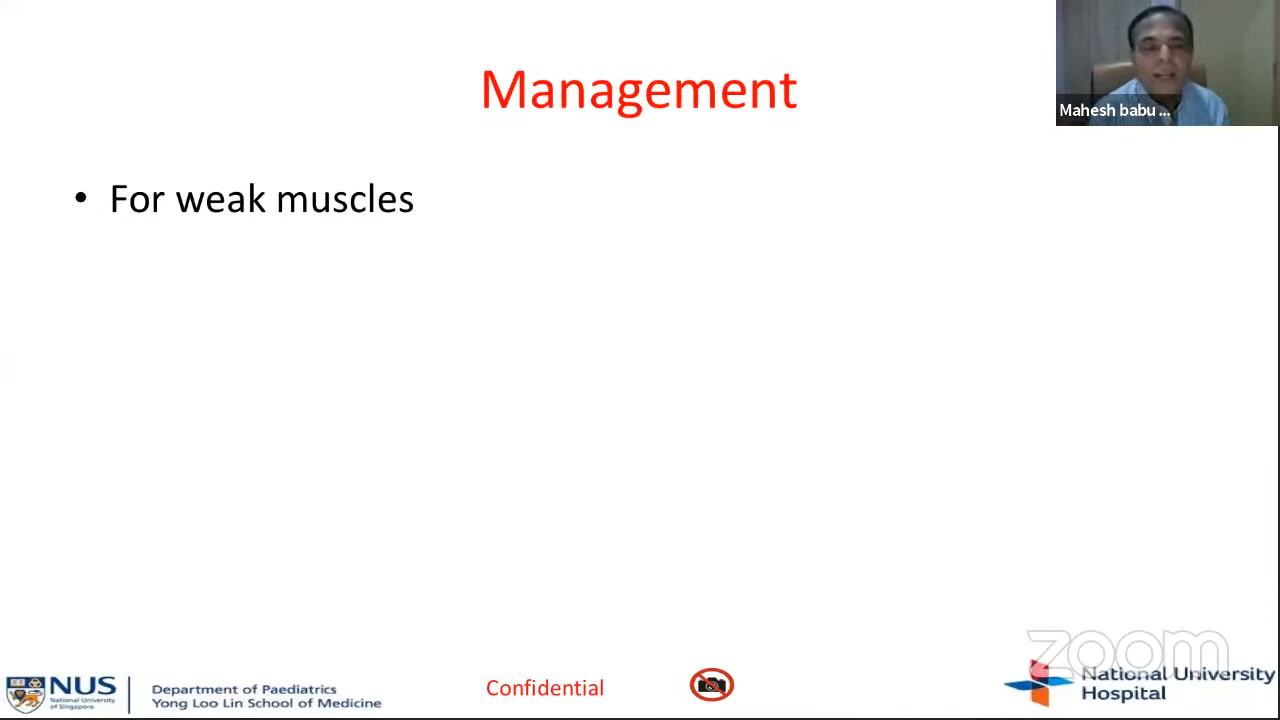 Management
Mahesh babu ...
• For weak muscles
zoom
NUS
National University
of Singapore
Department of Paediatrics
Yong Loo Lin School of Medicine
Confidential
National University
Hospital